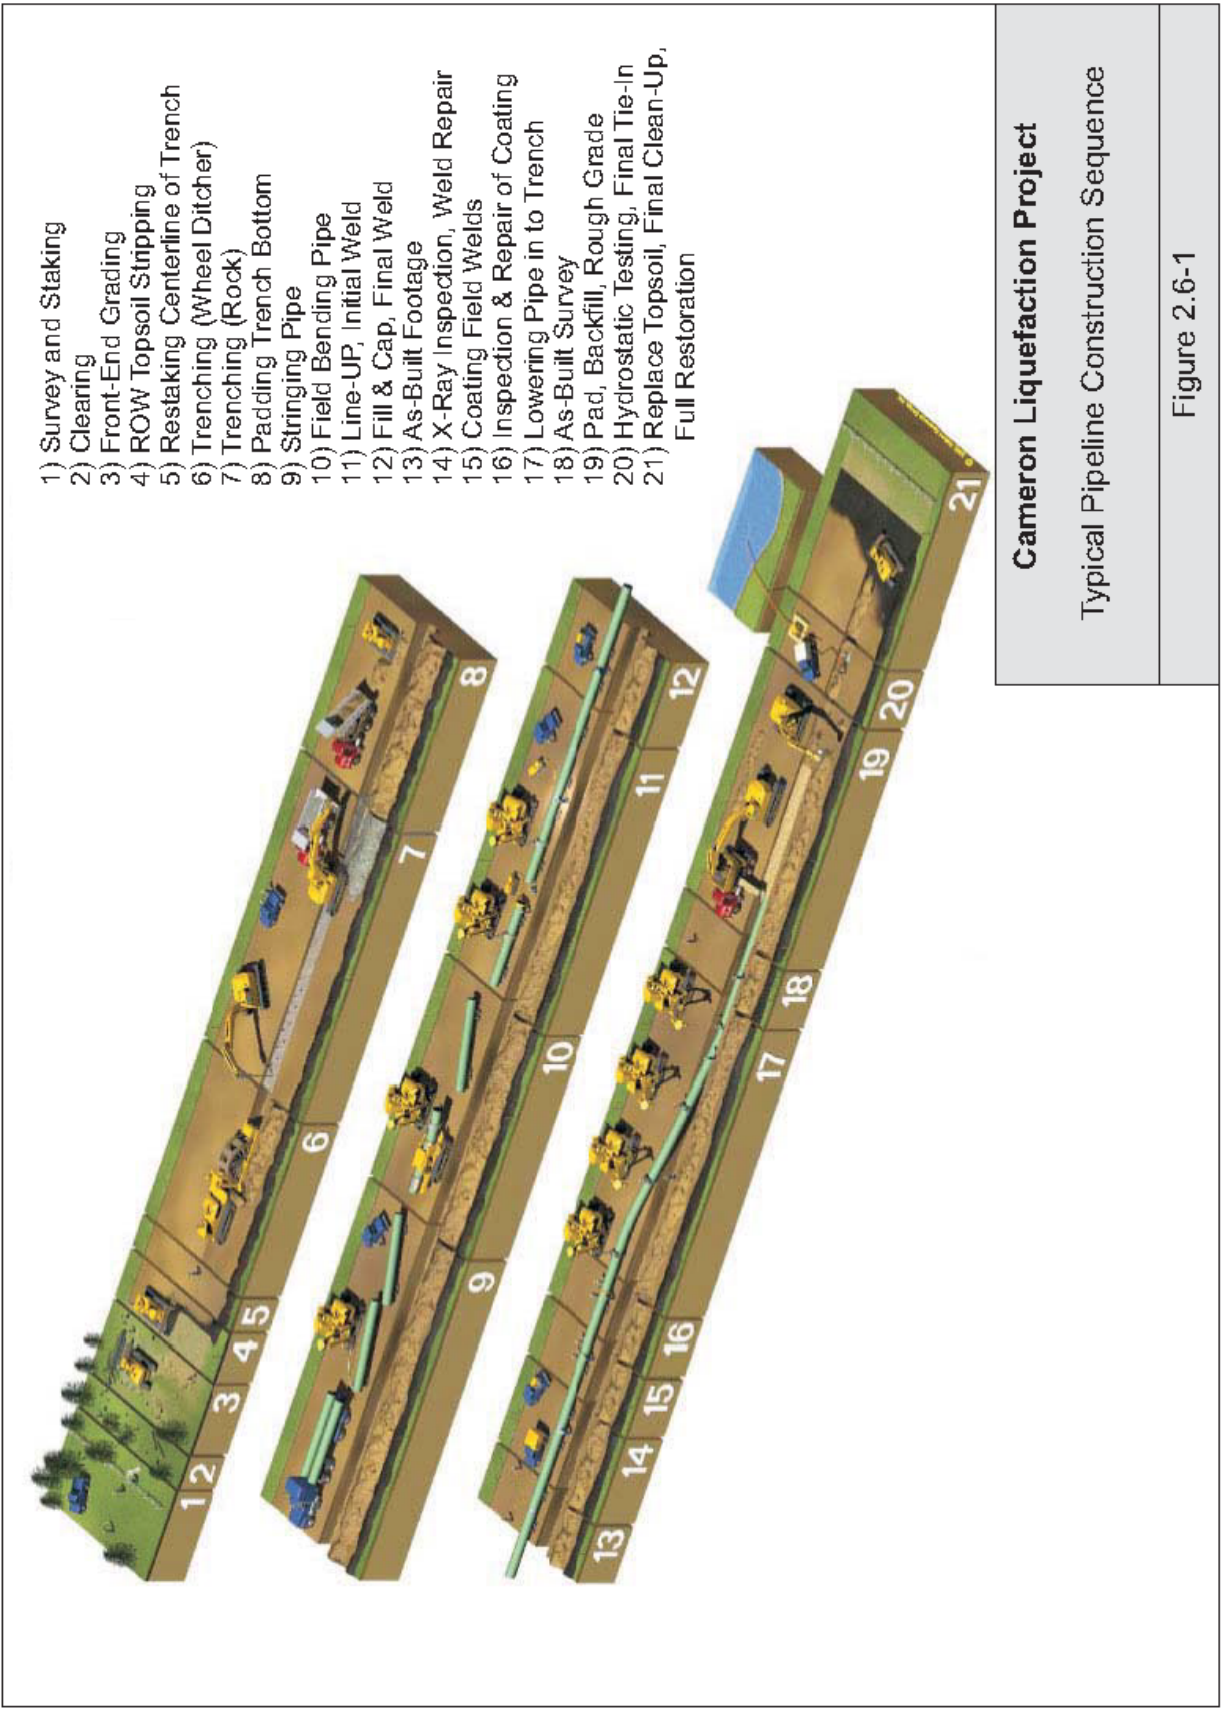 1) Survey and Staking
2) Clearing
3) Front-End Grading
4) ROW Topsoil Stripping
5) Restaking Centerline of Trench
6) Trenching (Wheel Ditcher)
7) Trenching (Rock)
8) Padding Trench Bottom
9) Stringing Pipe
10) Field Bending Pipe
11) Line-UP, Initial Weld
12) Fill & Cap, Final Weld
13) As-Built Footage
14) X-Ray Inspection, Weld Repair
15) Coating Field Welds
16) Inspection & Repair of Coating
17) Lowering Pipe in to Trench
18) As-Built Survey
19) Pad, Backfill, Rough Grade
20) Hydrostatic Testing, Final Tie-In
21) Replace Topsoil, Final Clean-Up,
Full Restoration
1
2
3
4
5
6
7
8
9
10
11
12
13
14
15
16
17
18
19
20
21
Cameron Liquefaction Project
Typical Pipeline Construction Sequence
Figure 2.6-1